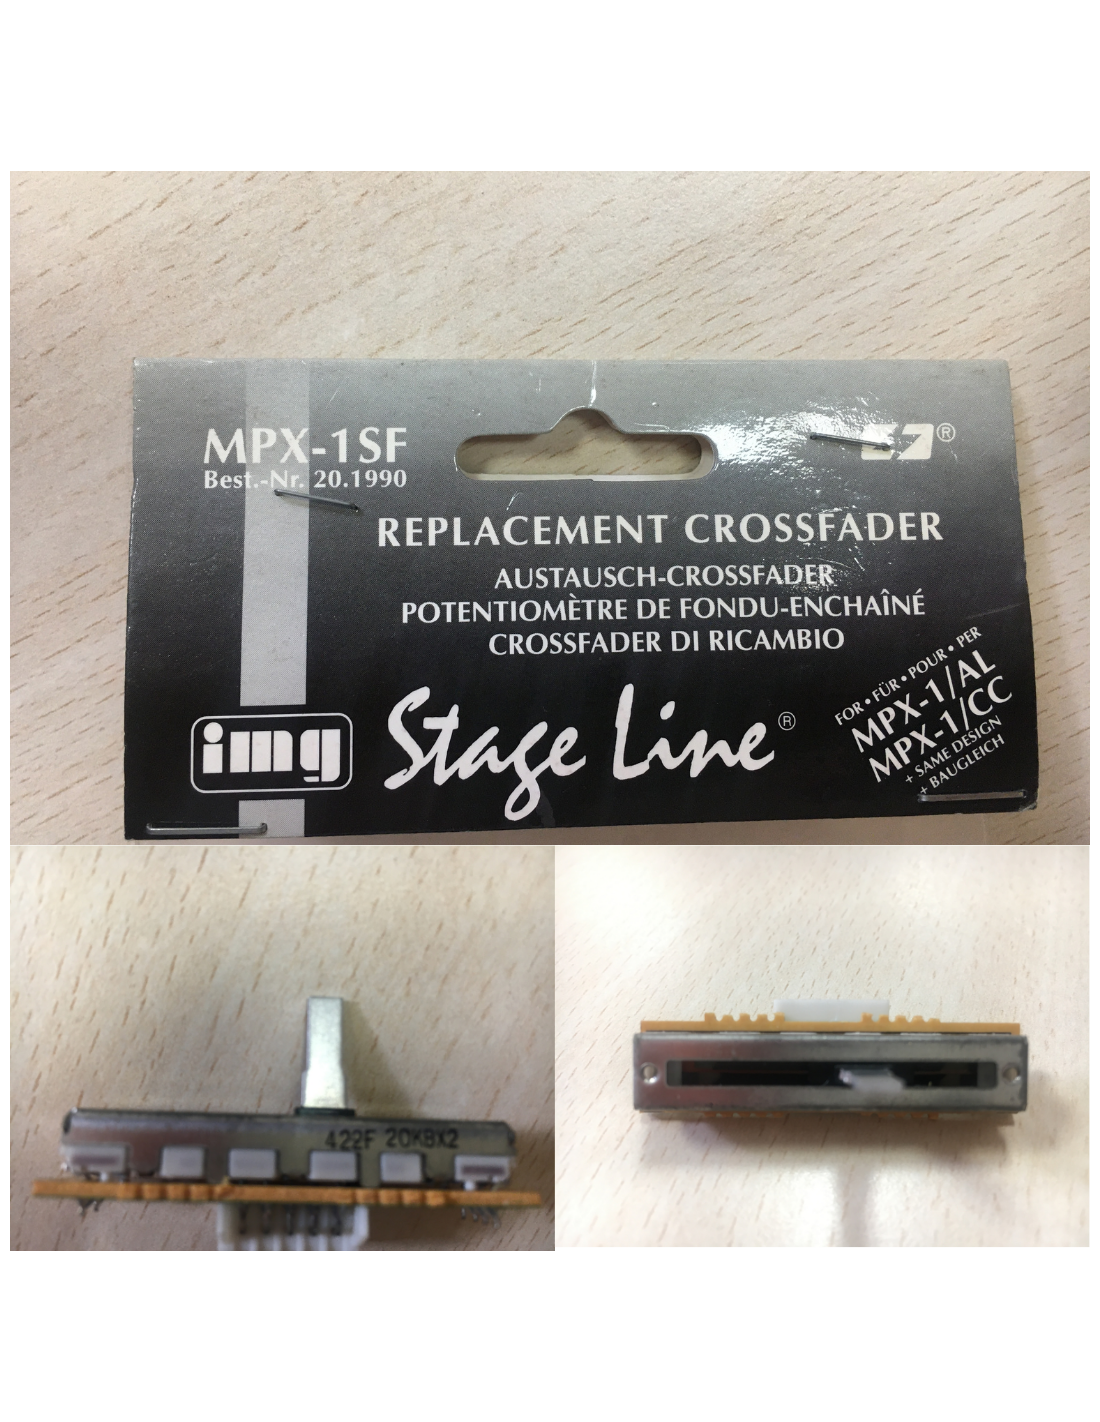 MPX-1SF
Best.-Nr. 20.1990
®
REPLACEMENT CROSSFADER
AUSTAUSCH-CROSSFADER
POTENTIOMÈTRE DE FONDU-ENCHAÎNÉ
CROSSFADER DI RICAMBIO
img
Stage Line®
FOR • FÜR • POUR • PER
MPX-1/AL
MPX-1/CC
+ SAME DESIGN
+ BAUGLEICH
422F 20KBX2